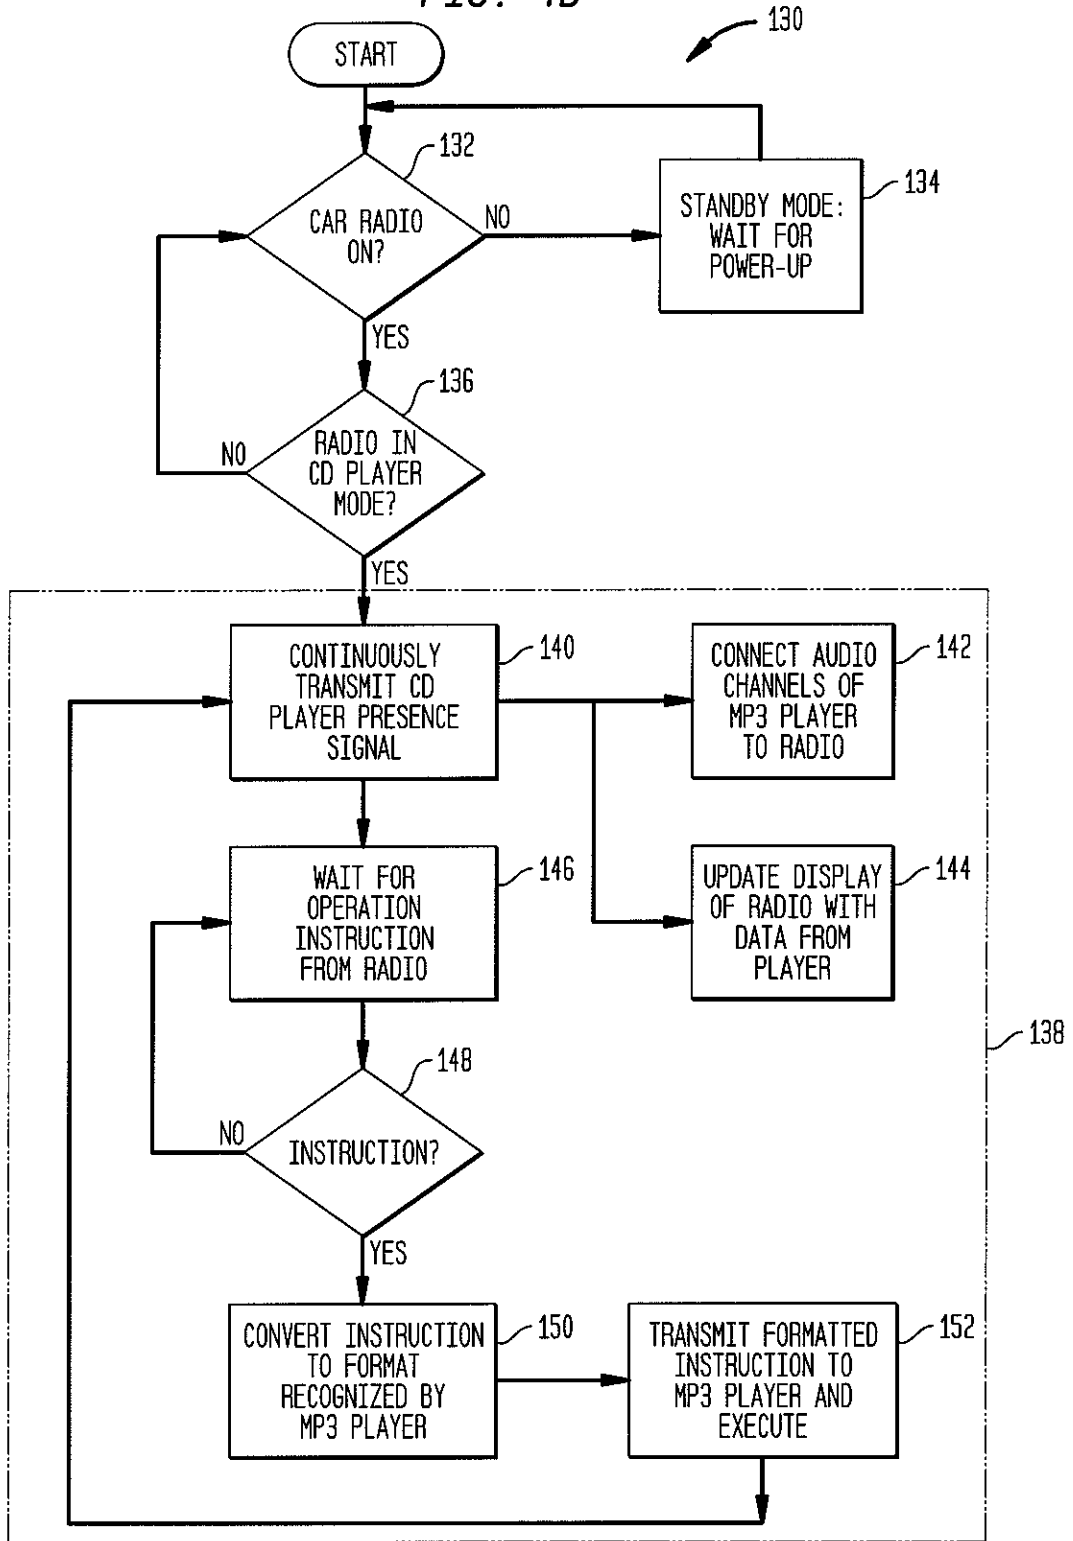 FIG. 4B
130
START
132
CAR RADIO
ON?
NO
134
STANDBY MODE:
WAIT FOR
POWER-UP
YES
136
RADIO IN
CD PLAYER
MODE?
NO
YES
CONTINUOUSLY
TRANSMIT CD
PLAYER PRESENCE
SIGNAL
140
CONNECT AUDIO
CHANNELS OF
MP3 PLAYER
TO RADIO
142
WAIT FOR
OPERATION
INSTRUCTION
FROM RADIO
146
UPDATE DISPLAY
OF RADIO WITH
DATA FROM
PLAYER
144
138
148
INSTRUCTION?
NO
YES
CONVERT INSTRUCTION
TO FORMAT
RECOGNIZED BY
MP3 PLAYER
150
TRANSMIT FORMATTED
INSTRUCTION TO
MP3 PLAYER AND
EXECUTE
152